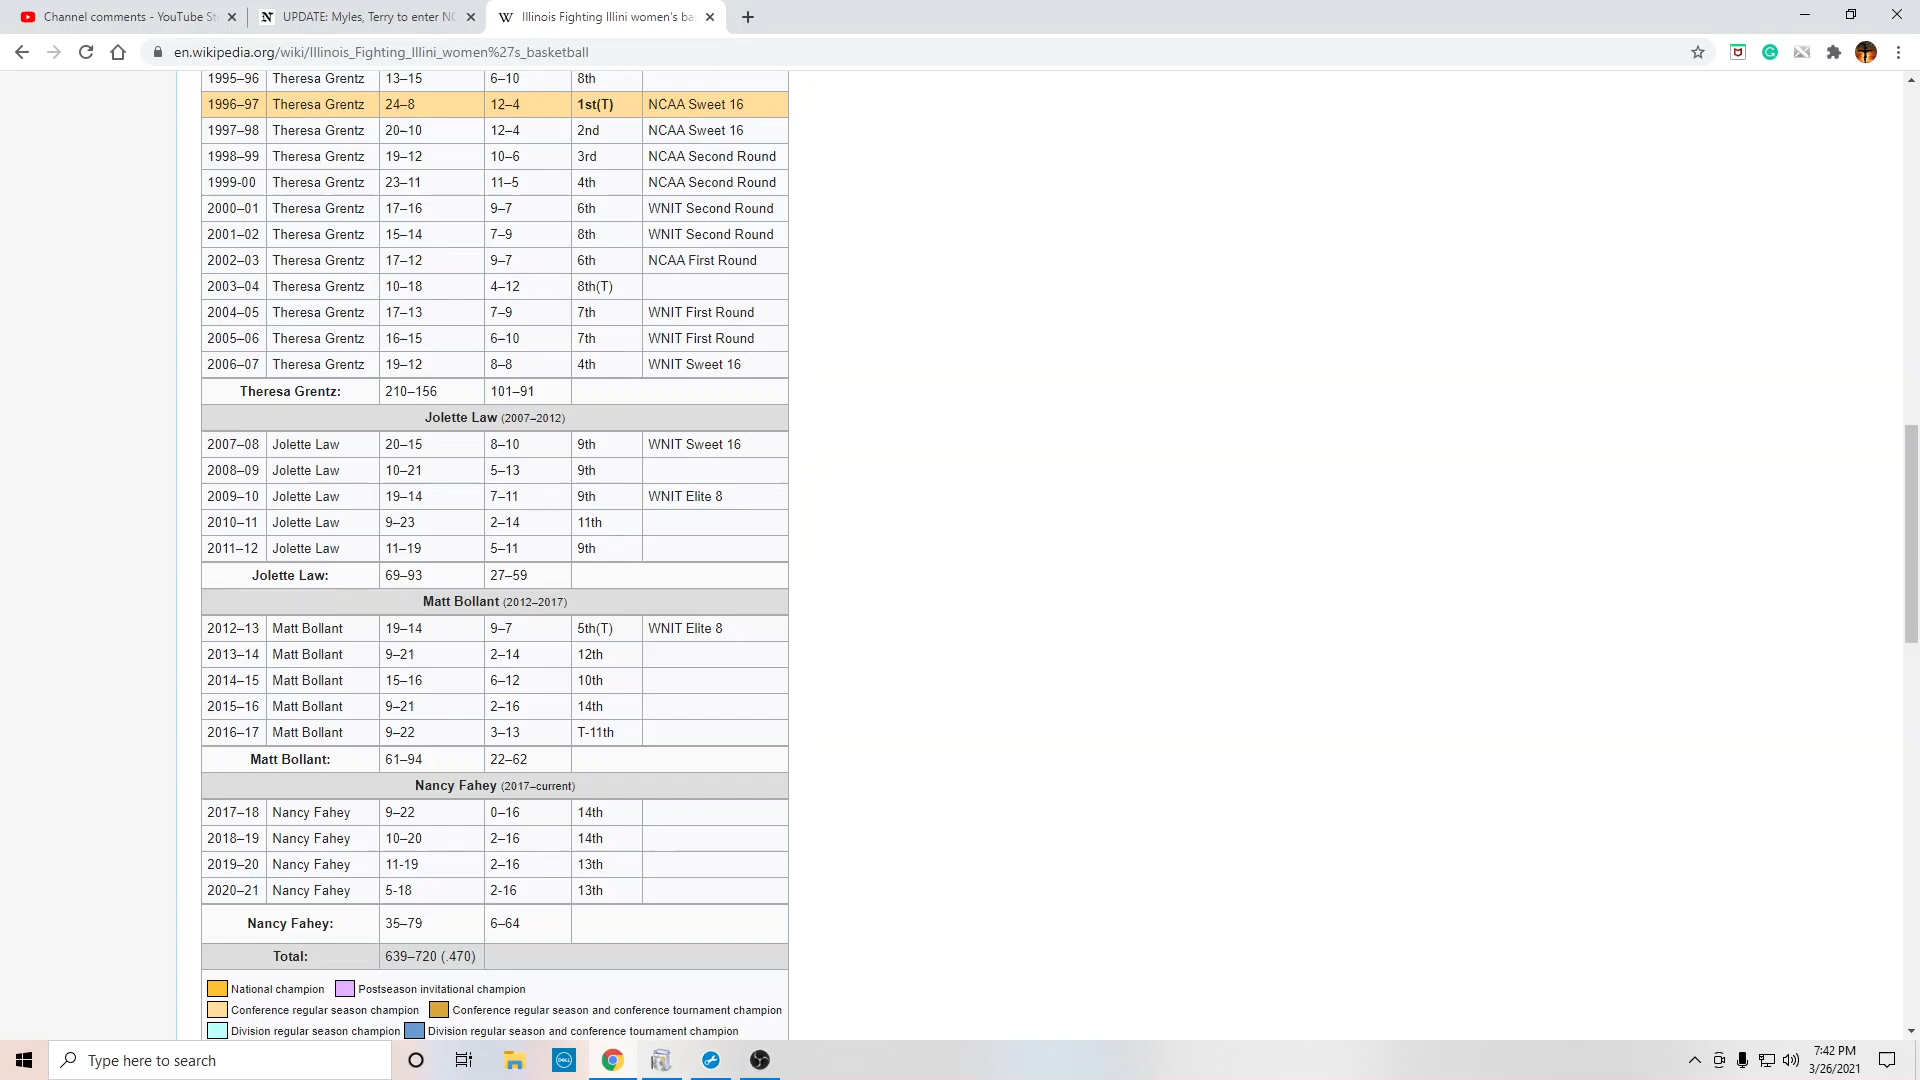 Channel comments - YouTube St
UPDATE: Myles, Terry to enter NC
Illinois Fighting Illini women's ba
en.wikipedia.org/wiki/Illinois_Fighting_Illini_women%27s_basketball
1995–96 Theresa Grentz 13–15 6–10 8th
1996–97 Theresa Grentz 24–8 12–4 1st(T) NCAA Sweet 16
1997–98 Theresa Grentz 20–10 12–4 2nd NCAA Sweet 16
1998–99 Theresa Grentz 19–12 10–6 3rd NCAA Second Round
1999-00 Theresa Grentz 23–11 11–5 4th NCAA Second Round
2000–01 Theresa Grentz 17–16 9–7 6th WNIT Second Round
2001–02 Theresa Grentz 15–14 7–9 8th WNIT Second Round
2002–03 Theresa Grentz 17–12 9–7 6th NCAA First Round
2003–04 Theresa Grentz 10–18 4–12 8th(T)
2004–05 Theresa Grentz 17–13 7–9 7th WNIT First Round
2005–06 Theresa Grentz 16–15 6–10 7th WNIT First Round
2006–07 Theresa Grentz 19–12 8–8 4th WNIT Sweet 16
Theresa Grentz: 210–156 101–91
Jolette Law (2007–2012)
2007–08 Jolette Law 20–15 8–10 9th WNIT Sweet 16
2008–09 Jolette Law 10–21 5–13 9th
2009–10 Jolette Law 19–14 7–11 9th WNIT Elite 8
2010–11 Jolette Law 9–23 2–14 11th
2011–12 Jolette Law 11–19 5–11 9th
Jolette Law: 69–93 27–59
Matt Bollant (2012–2017)
2012–13 Matt Bollant 19–14 9–7 5th(T) WNIT Elite 8
2013–14 Matt Bollant 9–21 2–14 12th
2014–15 Matt Bollant 15–16 6–12 10th
2015–16 Matt Bollant 9–21 2–16 14th
2016–17 Matt Bollant 9–22 3–13 T-11th
Matt Bollant: 61–94 22–62
Nancy Fahey (2017–current)
2017–18 Nancy Fahey 9–22 0–16 14th
2018–19 Nancy Fahey 10–20 2–16 14th
2019–20 Nancy Fahey 11-19 2–16 13th
2020–21 Nancy Fahey 5-18 2-16 13th
Nancy Fahey: 35–79 6–64
Total: 639–720 (.470)
National champion Postseason invitational champion
Conference regular season champion Conference regular season and conference tournament champion
Division regular season champion Division regular season and conference tournament champion
Type here to search
DELL
7:42 PM
3/26/2021